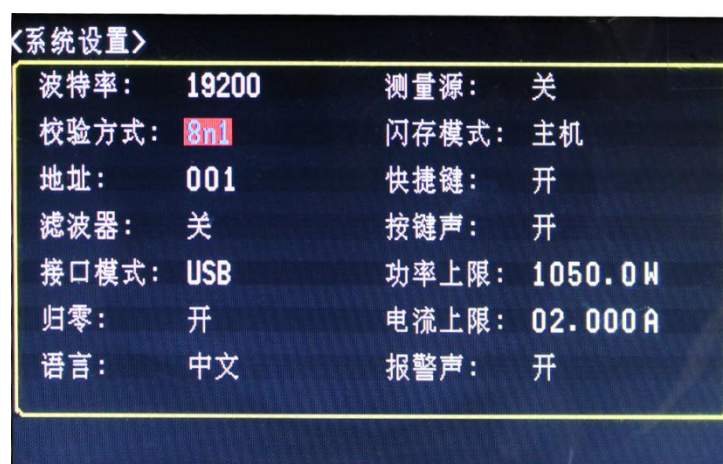 <系统设置>
波特率: 19200 测量源: 关
校验方式: 8n1 闪存模式: 主机
地址: 001 快捷键: 开
滤波器: 关 按键声: 开
接口模式: USB 功率上限: 1050.0W
归零: 开 电流上限: 02.000A
语言: 中文 报警声: 开